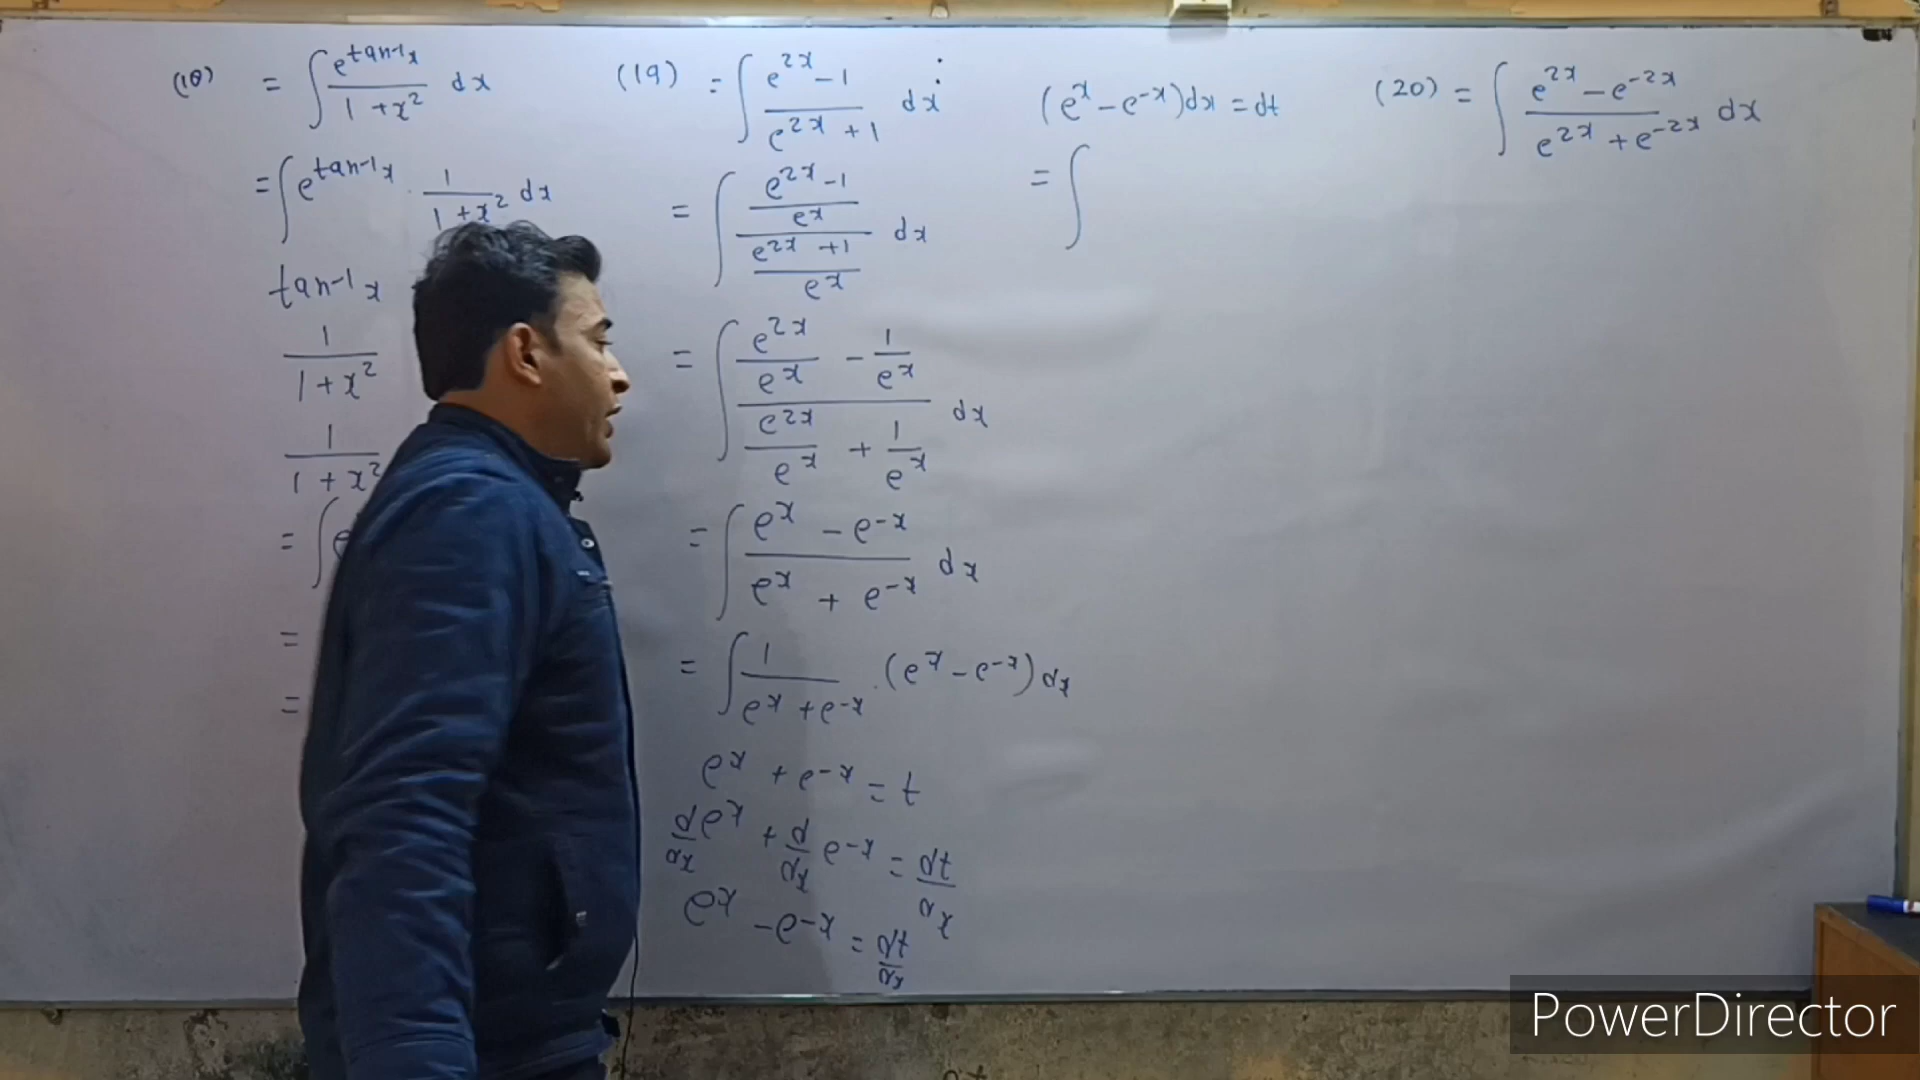 (18) = ∫ e^tan-1x / 1 + x² dx
= ∫ e^tan-1x . 1 / 1 + x² dx
tan-1x
1 / 1 + x²
1 / 1 + x²
= ∫ e
=
=
(19) = ∫ e^2x - 1 / e^2x + 1 dx
= ∫ (e^2x - 1 / e^x) / (e^2x + 1 / e^x) dx
= ∫ (e^2x / e^x - 1 / e^x) / (e^2x / e^x + 1 / e^x) dx
= ∫ e^x - e^-x / e^x + e^-x dx
= ∫ 1 / e^x + e^-x . (e^x - e^-x) dx
e^x + e^-x = t
d/dx e^x + d/dx e^-x = dt/dx
e^x - e^-x = dt/dx
(e^x - e^-x) dx = dt
= ∫
(20) = ∫ e^2x - e^-2x / e^2x + e^-2x dx
PowerDirector